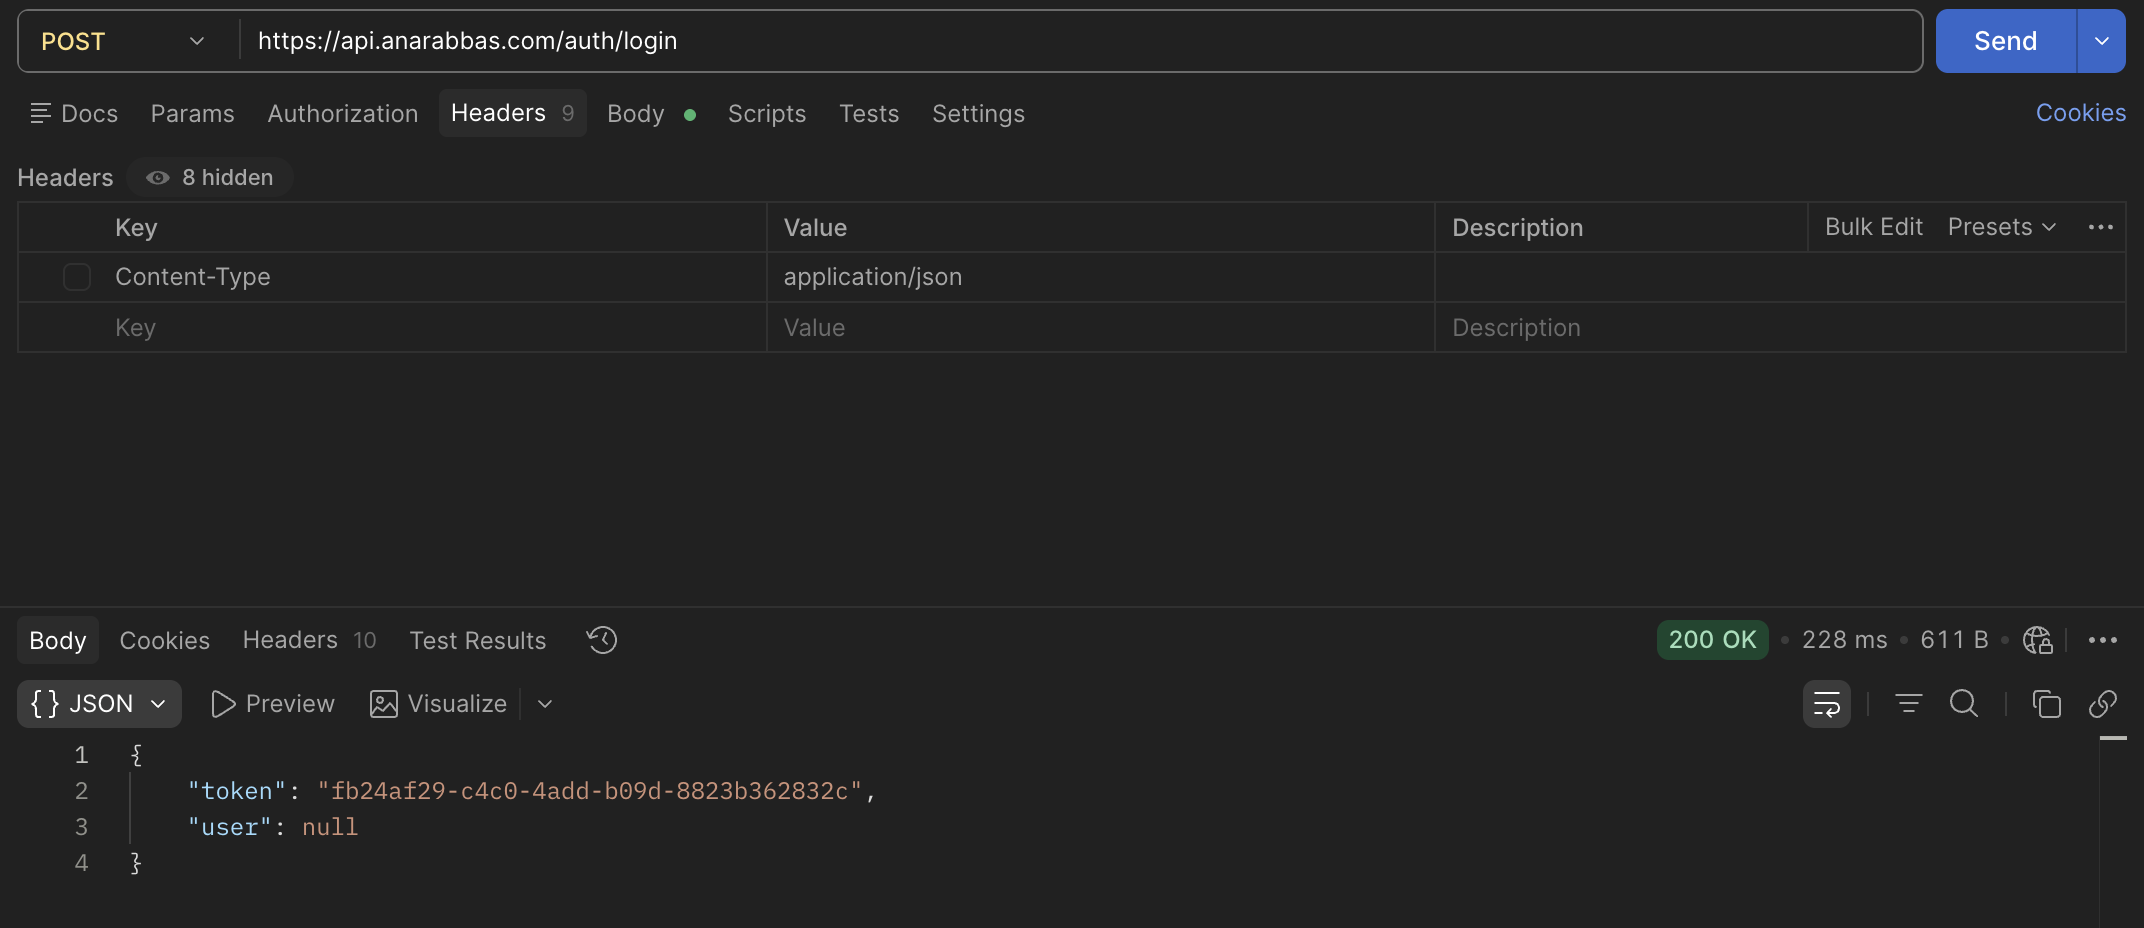 POST https://api.anarabbas.com/auth/login Send
Docs Params Authorization Headers 9 Body Scripts Tests Settings Cookies
Headers 8 hidden
Key Value Description Bulk Edit Presets
Content-Type application/json
Key Value Description
Body Cookies Headers 10 Test Results 200 OK • 228 ms • 611 B •
{} JSON Preview Visualize
1 {
2 "token": "fb24af29-c4c0-4add-b09d-8823b362832c",
3 "user": null
4 }